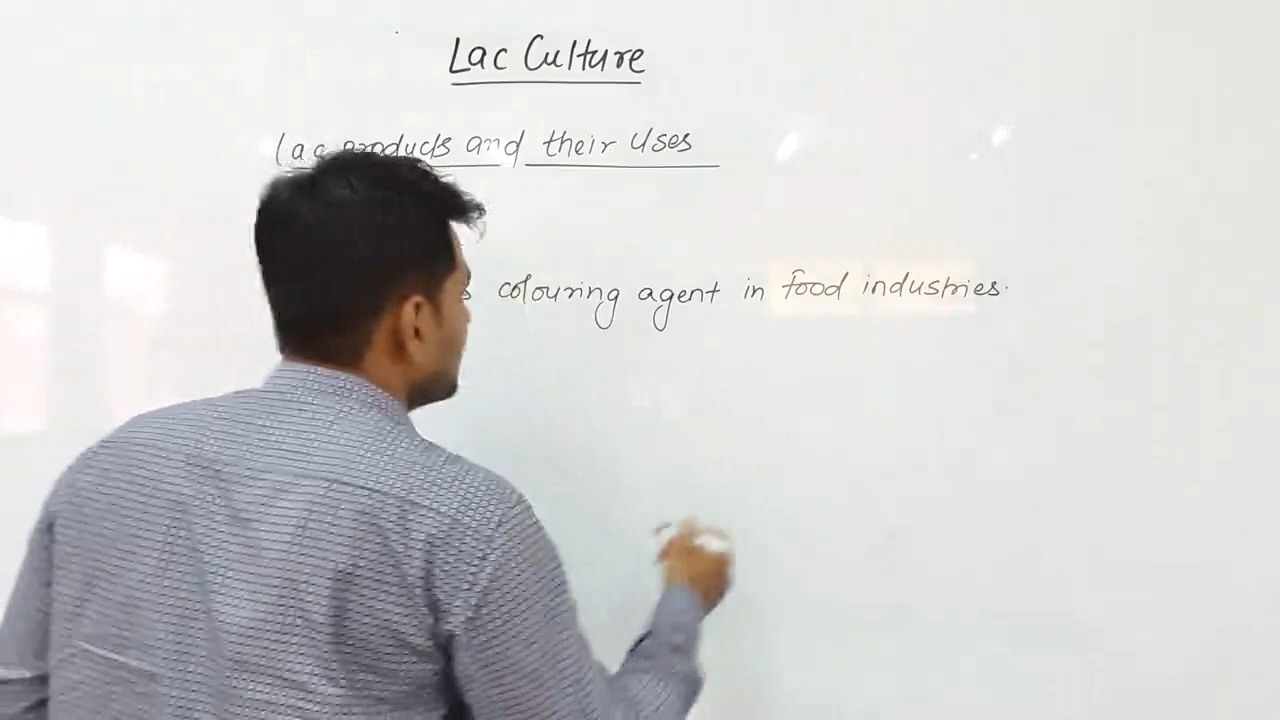 Lac Culture
Lac products and their Uses
colouring agent in food industries.